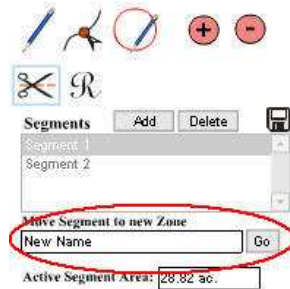 R
Segments Add Delete
Segment 1
Segment 2
Move Segment to new Zone
New Name Go
Active Segment Area: 28.82 ac.